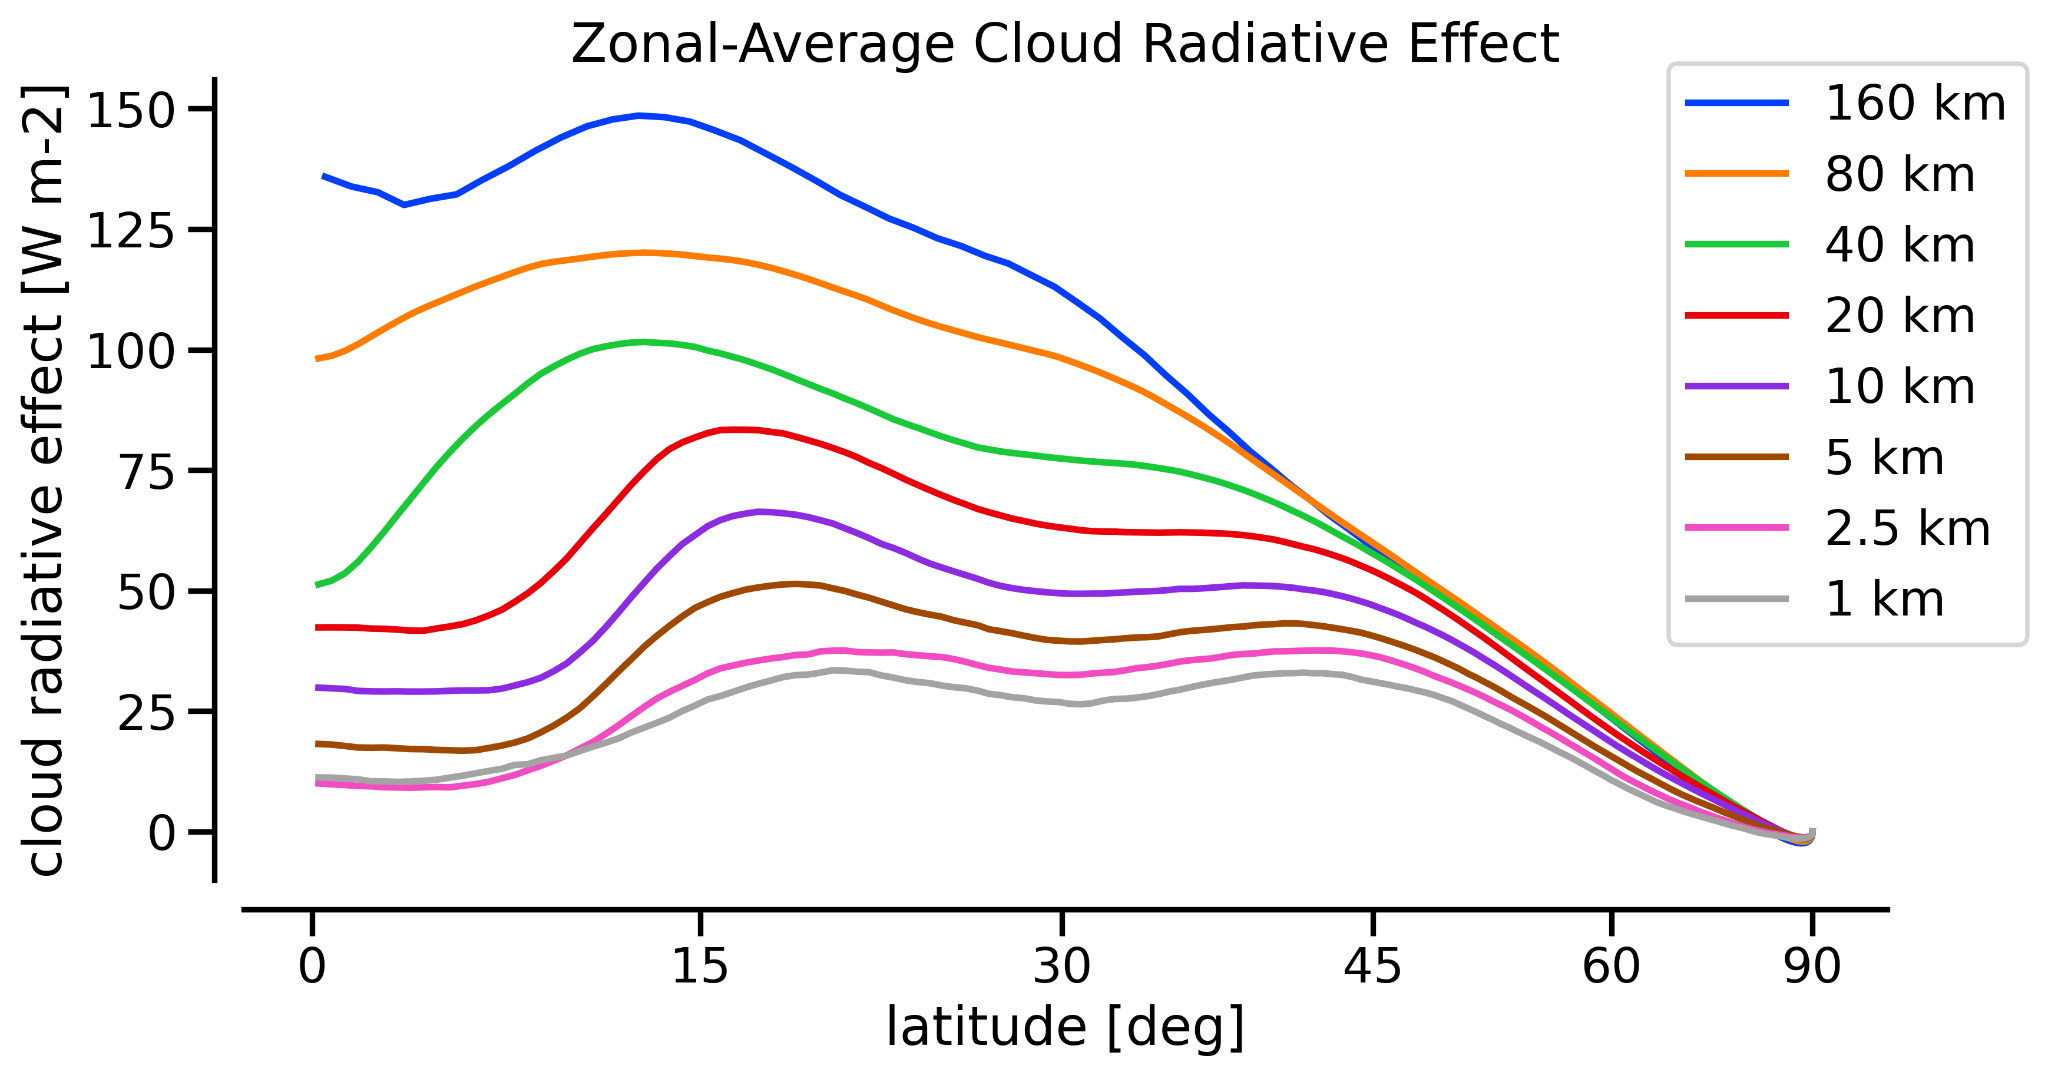 Zonal-Average Cloud Radiative Effect
cloud radiative effect [W m-2]
150
125
100
75
50
25
0
0 15 30 45 60 90
latitude [deg]
160 km
80 km
40 km
20 km
10 km
5 km
2.5 km
1 km